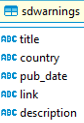 sdwarnings
ABC title
ABC country
ABC pub_date
ABC link
ABC description